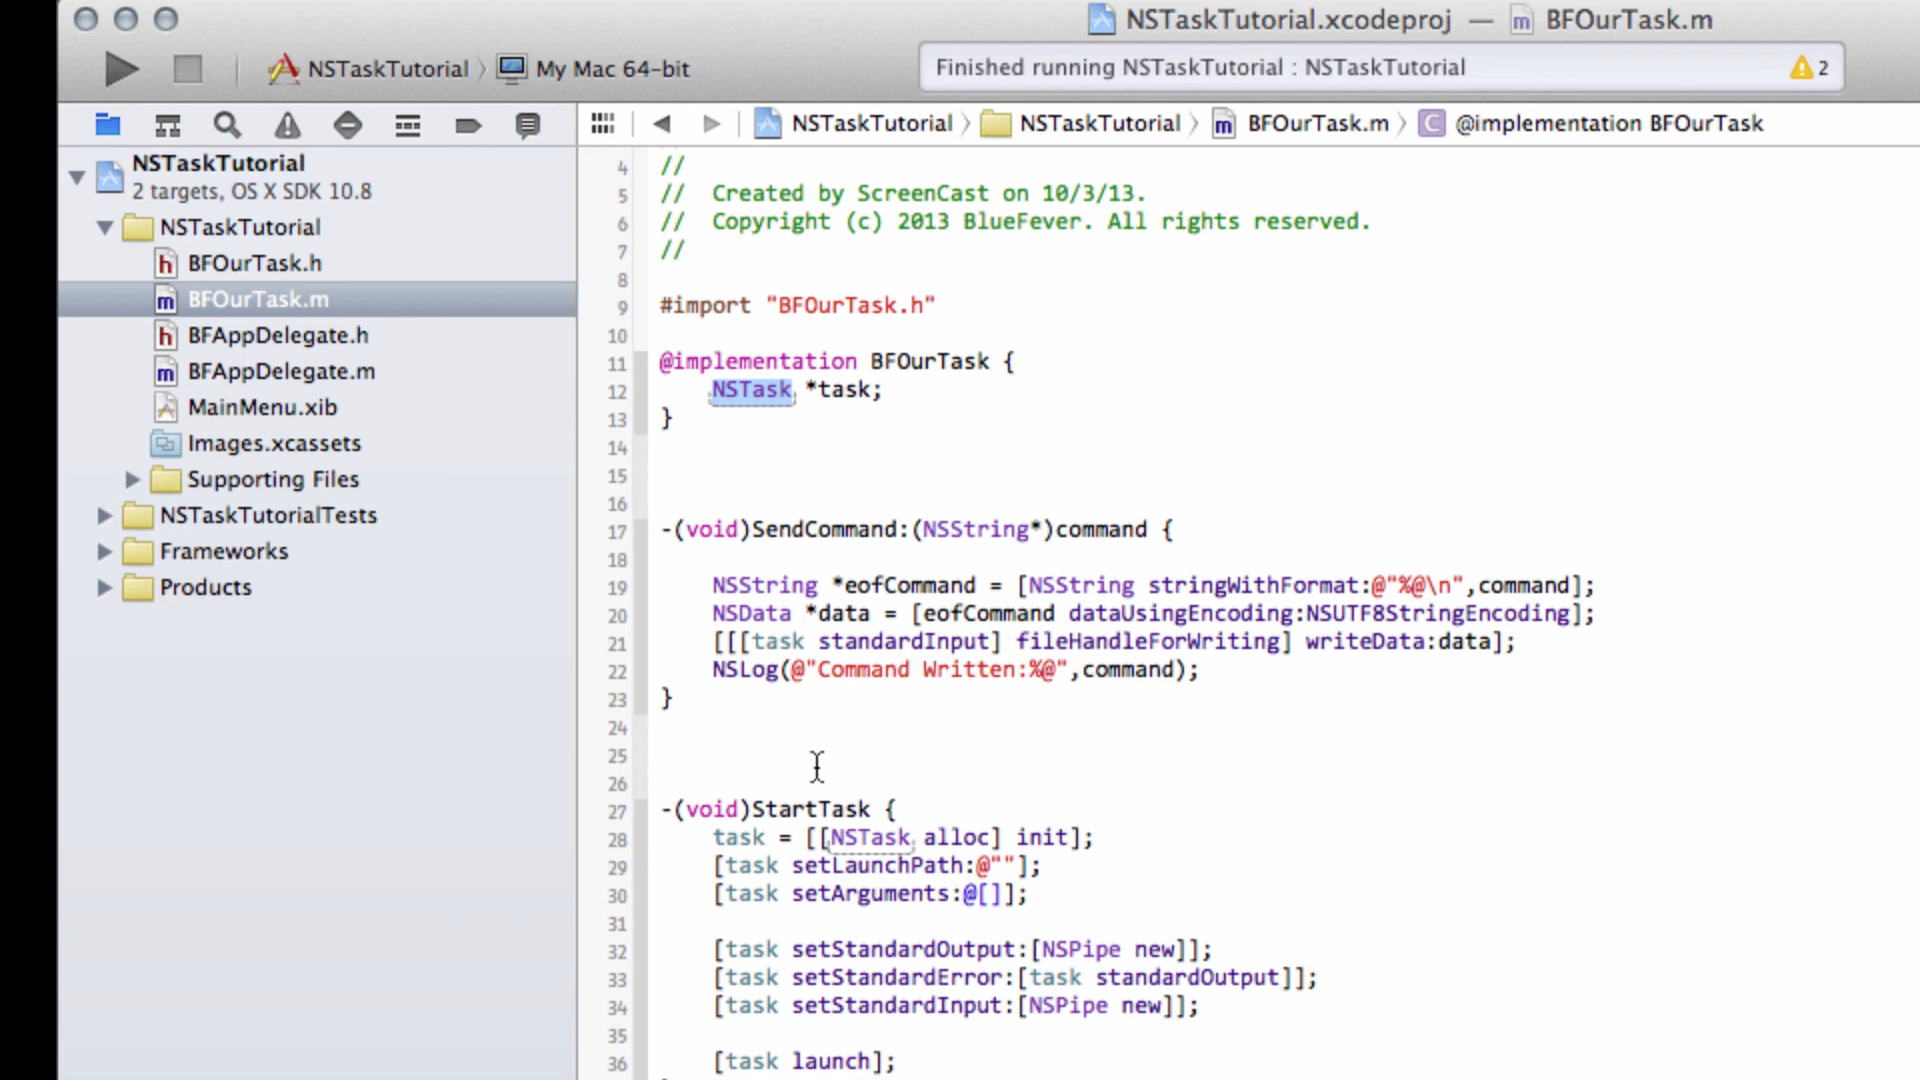 NSTaskTutorial.xcodeproj — m BFOurTask.m
NSTaskTutorial My Mac 64-bit
Finished running NSTaskTutorial : NSTaskTutorial 2
NSTaskTutorial NSTaskTutorial m BFOurTask.m C @implementation BFOurTask
NSTaskTutorial
2 targets, OS X SDK 10.8
NSTaskTutorial
h BFOurTask.h
m BFOurTask.m
h BFAppDelegate.h
m BFAppDelegate.m
MainMenu.xib
Images.xcassets
Supporting Files
NSTaskTutorialTests
Frameworks
Products
4 //
5 //  Created by ScreenCast on 10/3/13.
6 //  Copyright (c) 2013 BlueFever. All rights reserved.
7 //
8
9 #import "BFOurTask.h"
10
11 @implementation BFOurTask {
12     NSTask *task;
13 }
14
15
16
17 -(void)SendCommand:(NSString*)command {
18
19     NSString *eofCommand = [NSString stringWithFormat:@"%@\n",command];
20     NSData *data = [eofCommand dataUsingEncoding:NSUTF8StringEncoding];
21     [[[task standardInput] fileHandleForWriting] writeData:data];
22     NSLog(@"Command Written:%@",command);
23 }
24
25
26
27 -(void)StartTask {
28     task = [[NSTask alloc] init];
29     [task setLaunchPath:@""];
30     [task setArguments:@[]];
31
32     [task setStandardOutput:[NSPipe new]];
33     [task setStandardError:[task standardOutput]];
34     [task setStandardInput:[NSPipe new]];
35
36     [task launch];